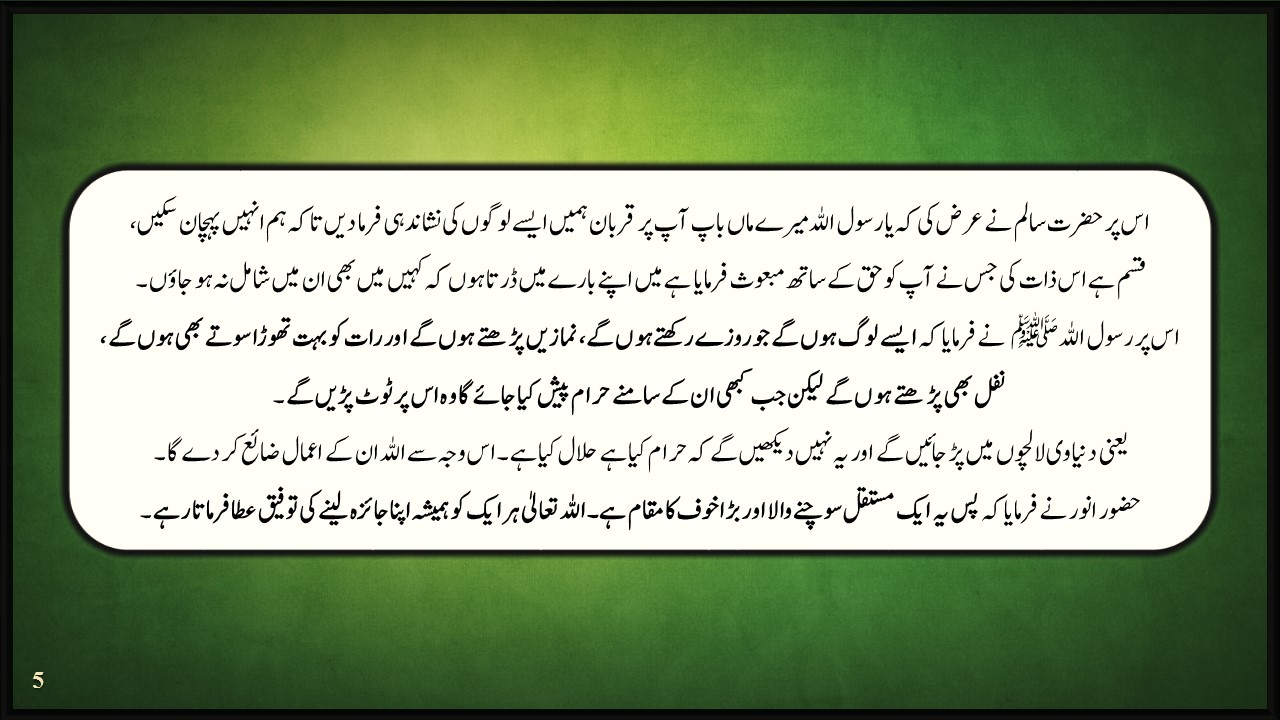 اس پر حضرت سالم نے عرض کی کہ یا رسول اللہ میرے ماں باپ آپ پر قربان ہمیں ایسے لوگوں کی نشاندہی فرما دیں تا کہ ہم انہیں پہچان سکیں،
قسم ہے اس ذات کی جس نے آپ کو حق کے ساتھ مبعوث فرمایا ہے میں اپنے بارے میں ڈرتا ہوں کہ کہیں میں بھی ان میں شامل نہ ہو جاؤں۔
اس پر رسول اللہ ﷺ نے فرمایا کہ ایسے لوگ ہوں گے جو روزے رکھتے ہوں گے، نمازیں پڑھتے ہوں گے اور رات کو بہت تھوڑا سوتے بھی ہوں گے،
نفل بھی پڑھتے ہوں گے لیکن جب کبھی ان کے سامنے حرام پیش کیا جائے گا وہ اس پر ٹوٹ پڑیں گے۔
یعنی دنیاوی لالچوں میں پڑ جائیں گے اور یہ نہیں دیکھیں گے کہ حرام کیا ہے حلال کیا ہے۔ اس وجہ سے اللہ ان کے اعمال ضائع کر دے گا۔
حضور انور نے فرمایا کہ پس یہ ایک مستقل سوچنے والا اور بڑا خوف کا مقام ہے۔ اللہ تعالیٰ ہر ایک کو ہمیشہ اپنا جائزہ لینے کی توفیق عطا فرماتا رہے۔
5